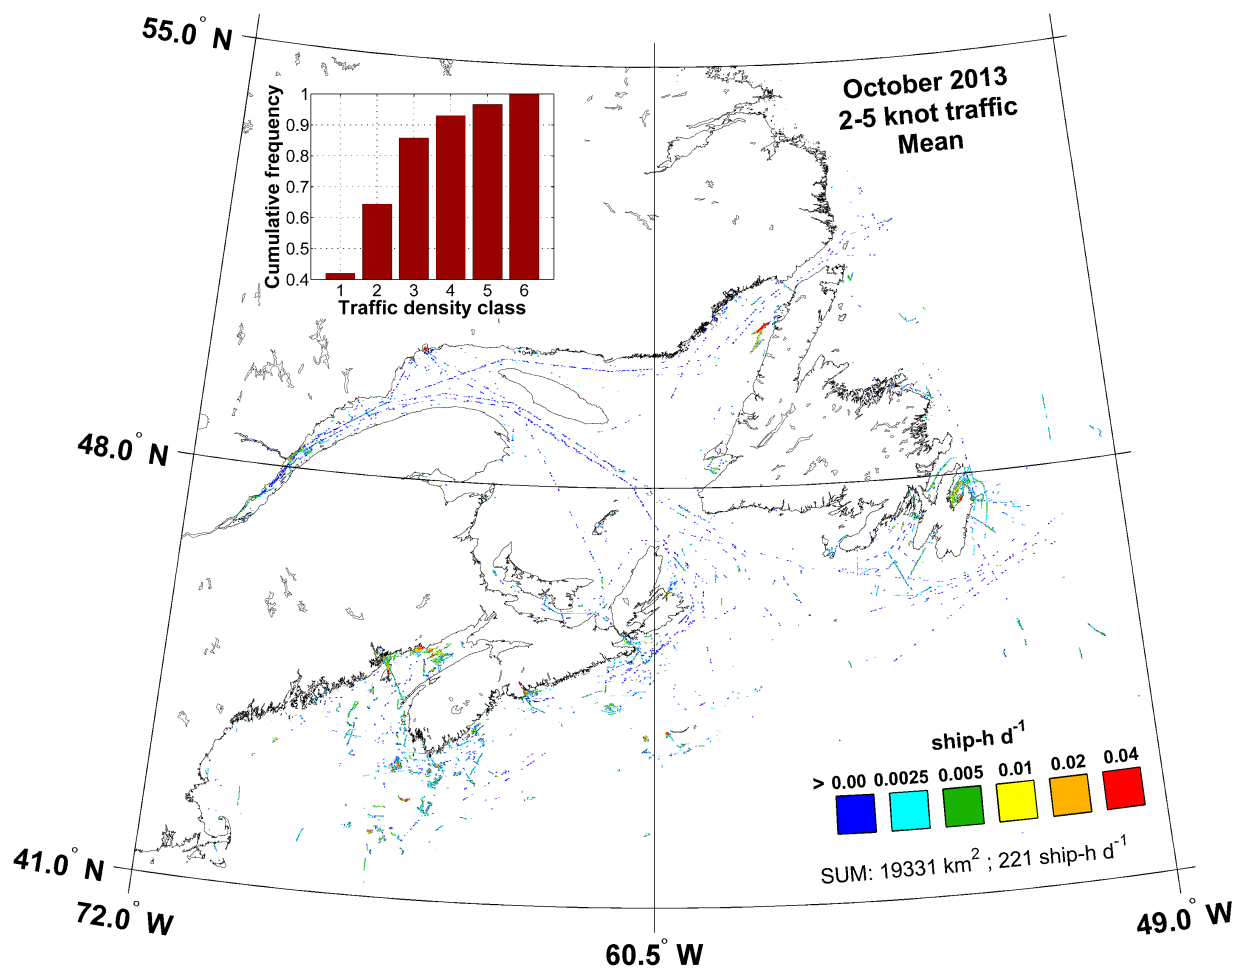 55.0° N
October 2013
2-5 knot traffic
Mean
Cumulative frequency
1
0.9
0.8
0.7
0.6
0.5
0.4
1 2 3 4 5 6
Traffic density class
48.0° N
ship-h d⁻¹
> 0.00 0.0025 0.005 0.01 0.02 0.04
SUM: 19331 km² ; 221 ship-h d⁻¹
41.0° N
72.0° W
60.5° W
49.0° W